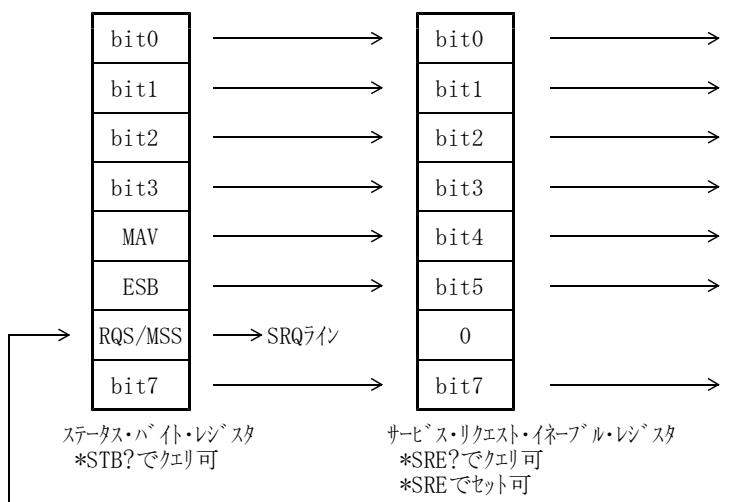 bit0 bit0
bit1 bit1
bit2 bit2
bit3 bit3
MAV bit4
ESB bit5
RQS/MSS SRQライン 0
bit7 bit7
ステータス・バイト・レジスタ サービス・リクエスト・イネーブル・レジスタ
*STB?でクエリ可 *SRE?でクエリ可
*SREでセット可